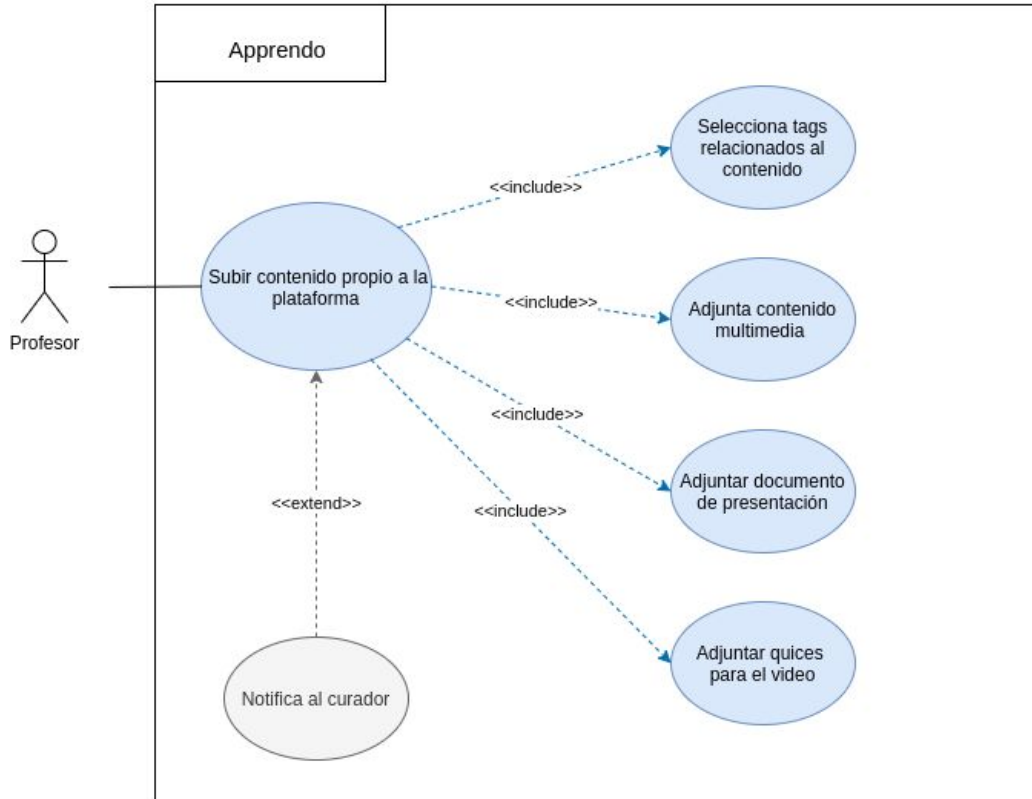 Apprendo
Selecciona tags
relacionados al
contenido
<<include>>
Profesor
Subir contenido propio a la
plataforma
<<include>>
Adjunta contenido
multimedia
<<include>>
Adjuntar documento
de presentación
<<extend>>
<<include>>
Adjuntar quices
para el video
Notifica al curador